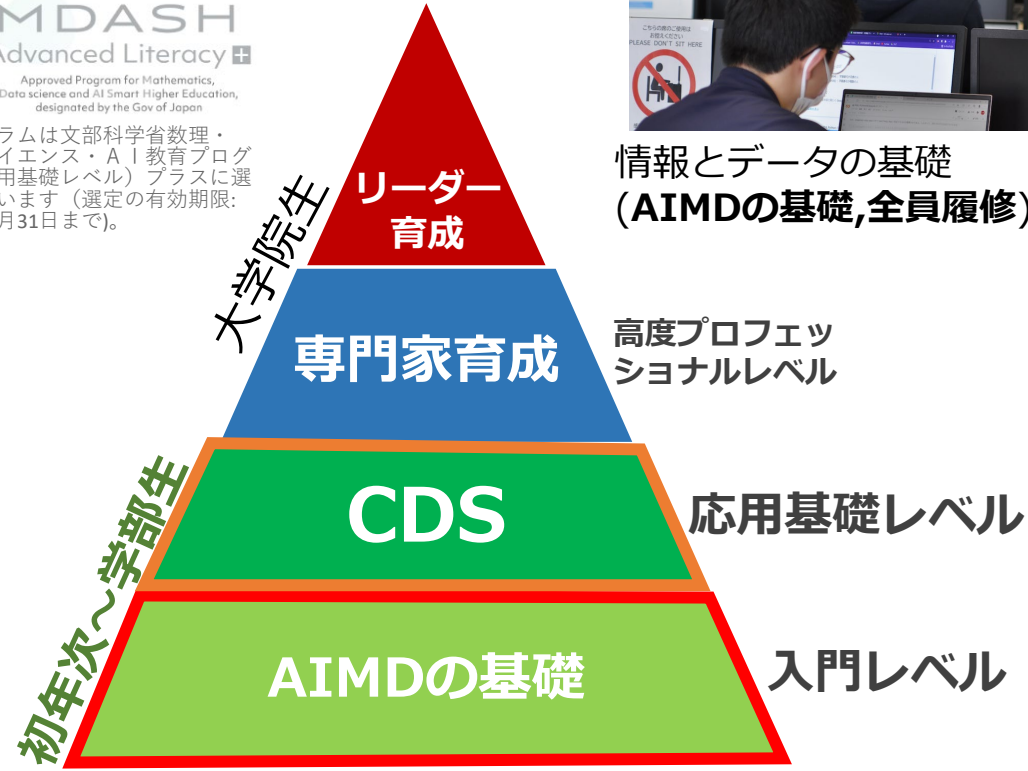 MDASH
Advanced Literacy +
Approved Program for Mathematics,
Data science and AI Smart Higher Education,
designated by the Gov of Japan
ラムは文部科学省数理・
イエンス・AI教育プログ
用基礎レベル）プラスに選
います（選定の有効期限:
月31日まで)。
こちらの席のご使用は
お控えください
PLEASE DON'T SIT HERE
情報とデータの基礎
(AIMDの基礎,全員履修)
大学院生
リーダー
育成
専門家育成
高度プロフェッ
ショナルレベル
初年次～学部生
CDS
応用基礎レベル
AIMDの基礎
入門レベル